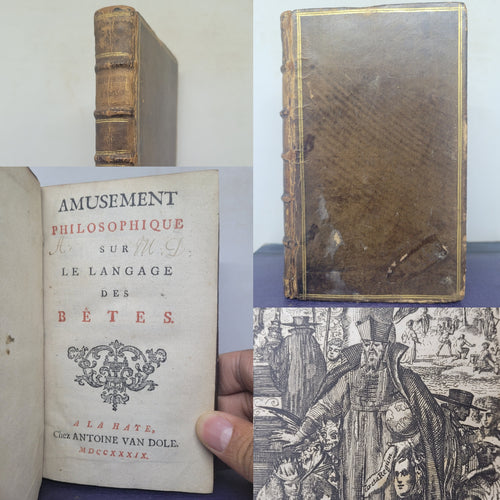 AMUSEMENT
PHILOSOPHIQUE
SUR
LE LANGAGE
DES
BÊTES.
A LA HAYE,
Chez ANTOINE VAN DOLE.
MDCCXXXIX.